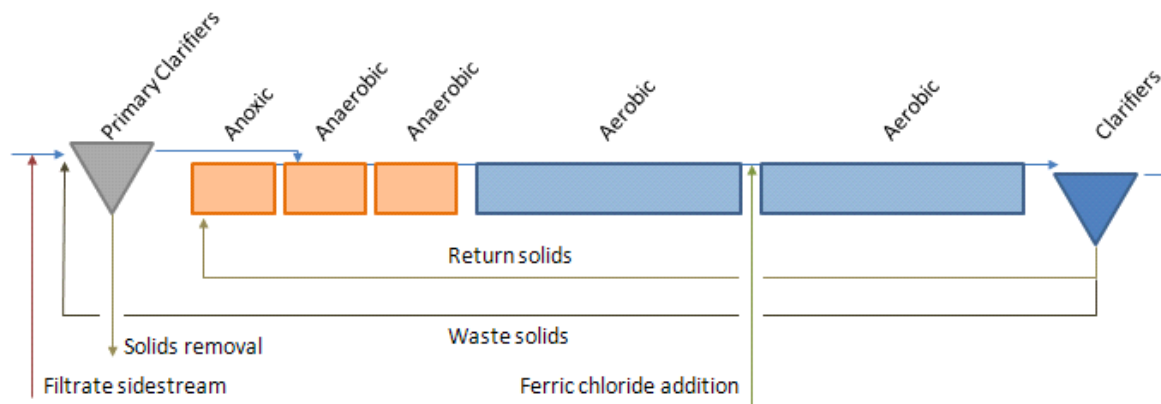 Primary Clarifiers
Anoxic
Anaerobic
Anaerobic
Aerobic
Aerobic
Clarifiers
Return solids
Waste solids
Solids removal
Filtrate sidestream
Ferric chloride addition